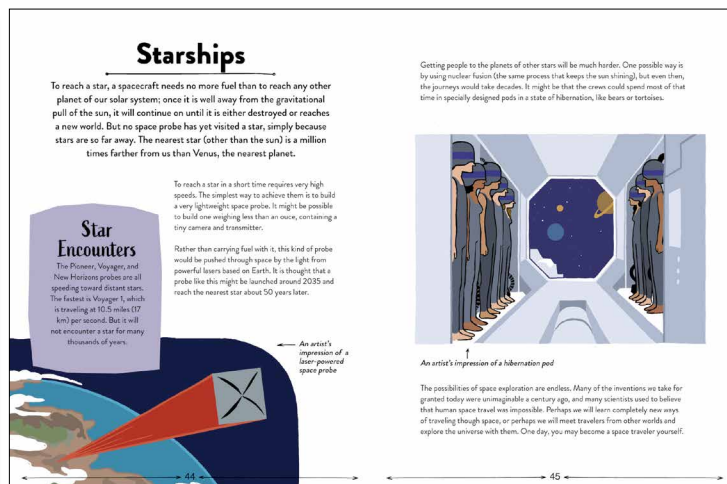 Starships
To reach a star, a spacecraft needs no more fuel than to reach any other
planet of our solar system; once it is well away from the gravitational
pull of the sun, it will continue on until it is either destroyed or reaches
a new world. But no space probe has yet visited a star, simply because
stars are so far away. The nearest star (other than the sun) is a million
times farther from us than Venus, the nearest planet.
To reach a star in a short time requires very high
speeds. The simplest way to achieve them is to build
a very lightweight space probe. It might be possible
to build one weighing less than an ouce, containing a
tiny camera and transmitter.
Rather than carrying fuel with it, this kind of probe
would be pushed through space by the light from
powerful lasers based on Earth. It is thought that a
probe like this might be launched around 2035 and
reach the nearest star about 50 years later.
Star
Encounters
The Pioneer, Voyager, and
New Horizons probes are all
speeding toward distant stars.
The fastest is Voyager 1, which
is traveling at 10.5 miles (17
km) per second. But it will
not encounter a star for many
thousands of years.
An artist's
impression of a
laser-powered
space probe
44
Getting people to the planets of other stars will be much harder. One possible way is
by using nuclear fusion (the same process that keeps the sun shining), but even then,
the journeys would take decades. It might be that the crews could spend most of that
time in specially designed pods in a state of hibernation, like bears or tortoises.
An artist's impression of a hibernation pod
The possibilities of space exploration are endless. Many of the inventions we take for
granted today were unimaginable a century ago, and many scientists used to believe
that human space travel was impossible. Perhaps we will learn completely new ways
of traveling though space, or perhaps we will meet travelers from other worlds and
explore the universe with them. One day, you may become a space traveler yourself.
45